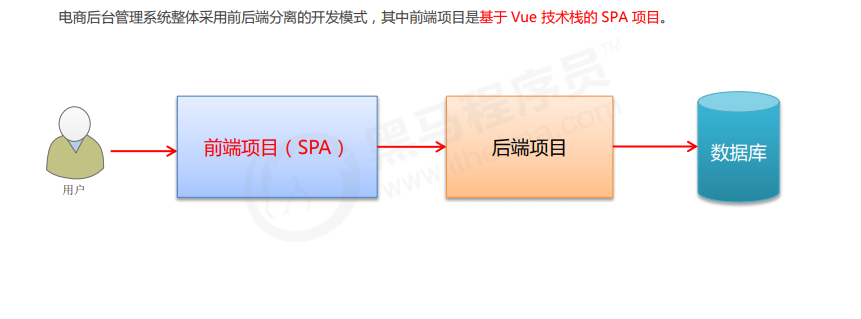 电商后台管理系统整体采用前后端分离的开发模式，其中前端项目是基于 Vue 技术栈的 SPA 项目。
黑马程序员™
www.itheima.com
前端项目（SPA）
后端项目
数据库
用户